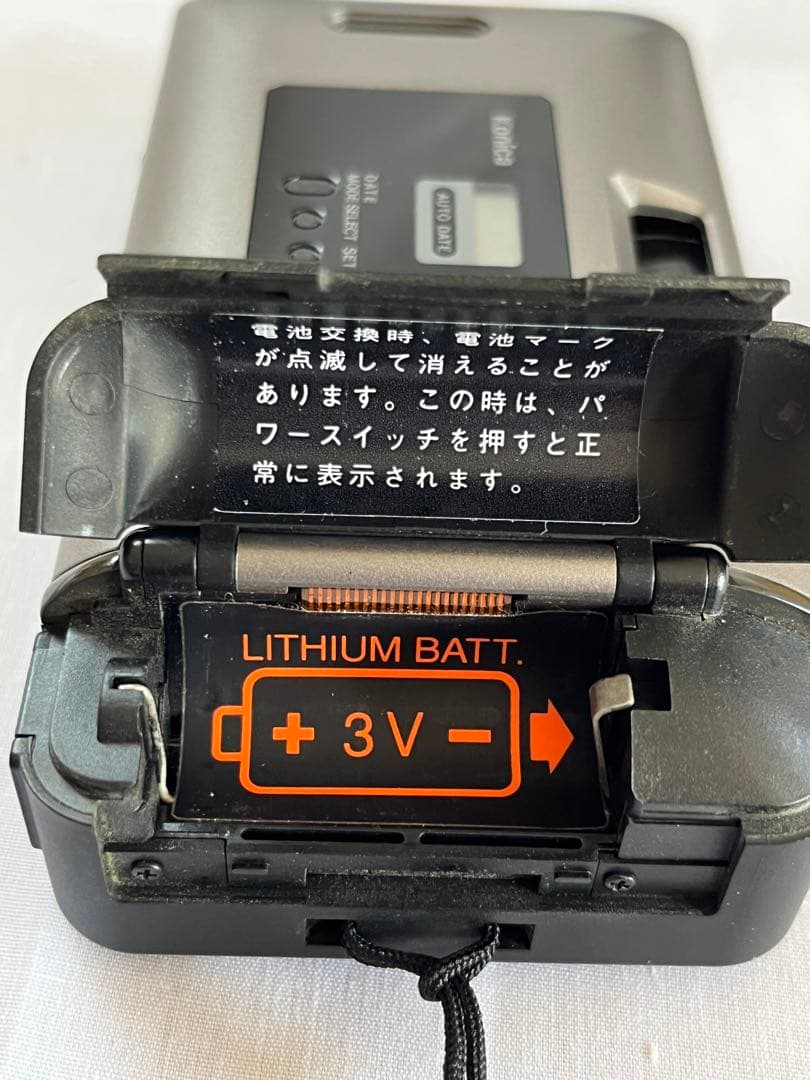 Konica
AUTO DATE
DATE
MODE SELECT SET
電池交換時、電池マーク
が点滅して消えることが
あります。この時は、パ
ワースイッチを押すと正
常に表示されます。
LITHIUM BATT.
+ 3V -